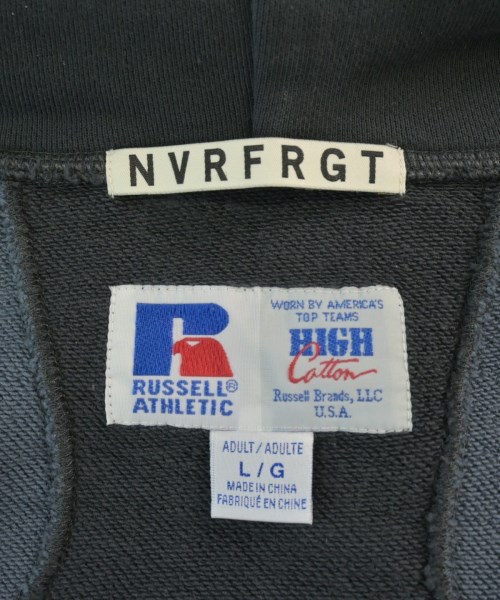 NVRFRGT
R
RUSSELL®
ATHLETIC
WORN BY AMERICA'S
TOP TEAMS
HIGH
Cotton
Russell Brands, LLC
U.S.A.
ADULT/ADULTE
L/G
MADE IN CHINA
FABRIQUÉ EN CHINE